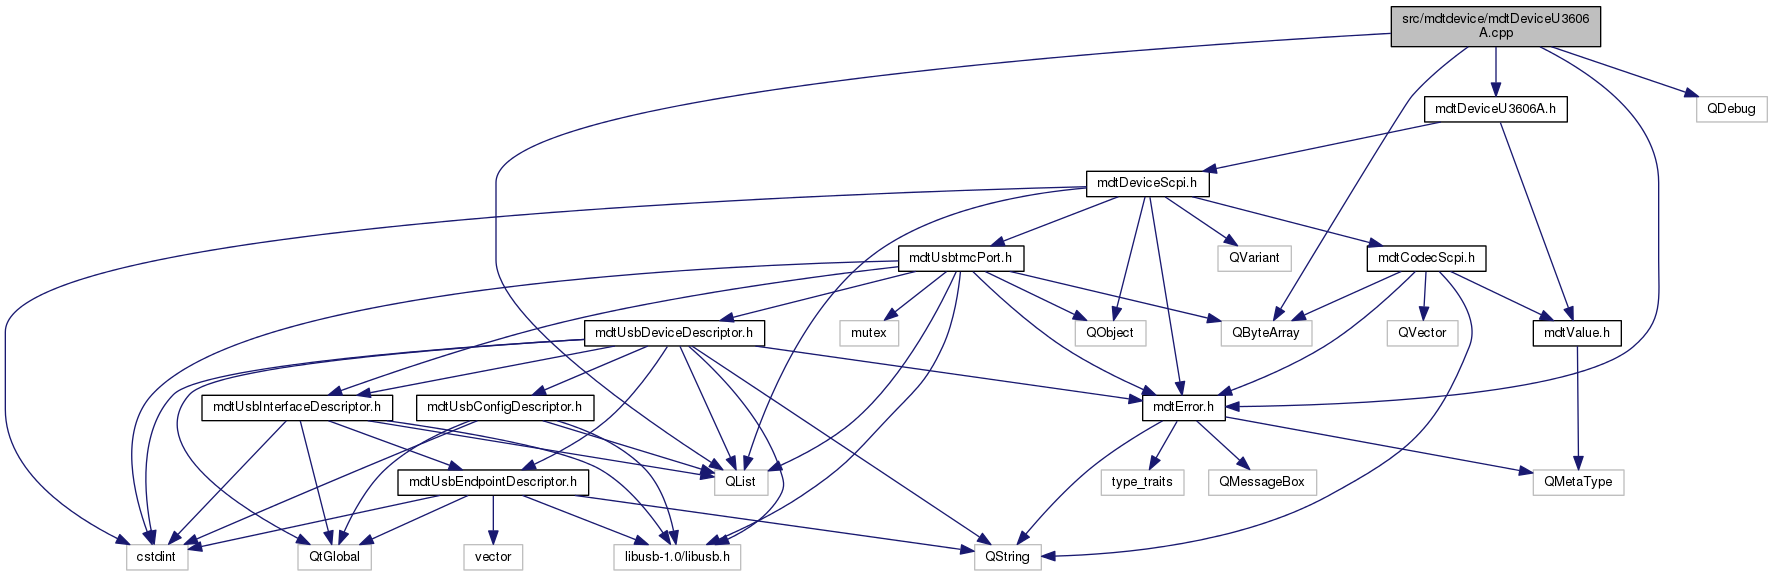 src/mdtdevice/mdtDeviceU3606
A.cpp
mdtDeviceU3606A.h
QDebug
mdtDeviceScpi.h
mdtUsbtmcPort.h
QVariant
mdtCodecScpi.h
mdtUsbDeviceDescriptor.h
mutex
QObject
QByteArray
QVector
mdtValue.h
mdtUsbInterfaceDescriptor.h
mdtUsbConfigDescriptor.h
mdtError.h
mdtUsbEndpointDescriptor.h
QList
type_traits
QMessageBox
QMetaType
cstdint
QtGlobal
vector
libusb-1.0/libusb.h
QString